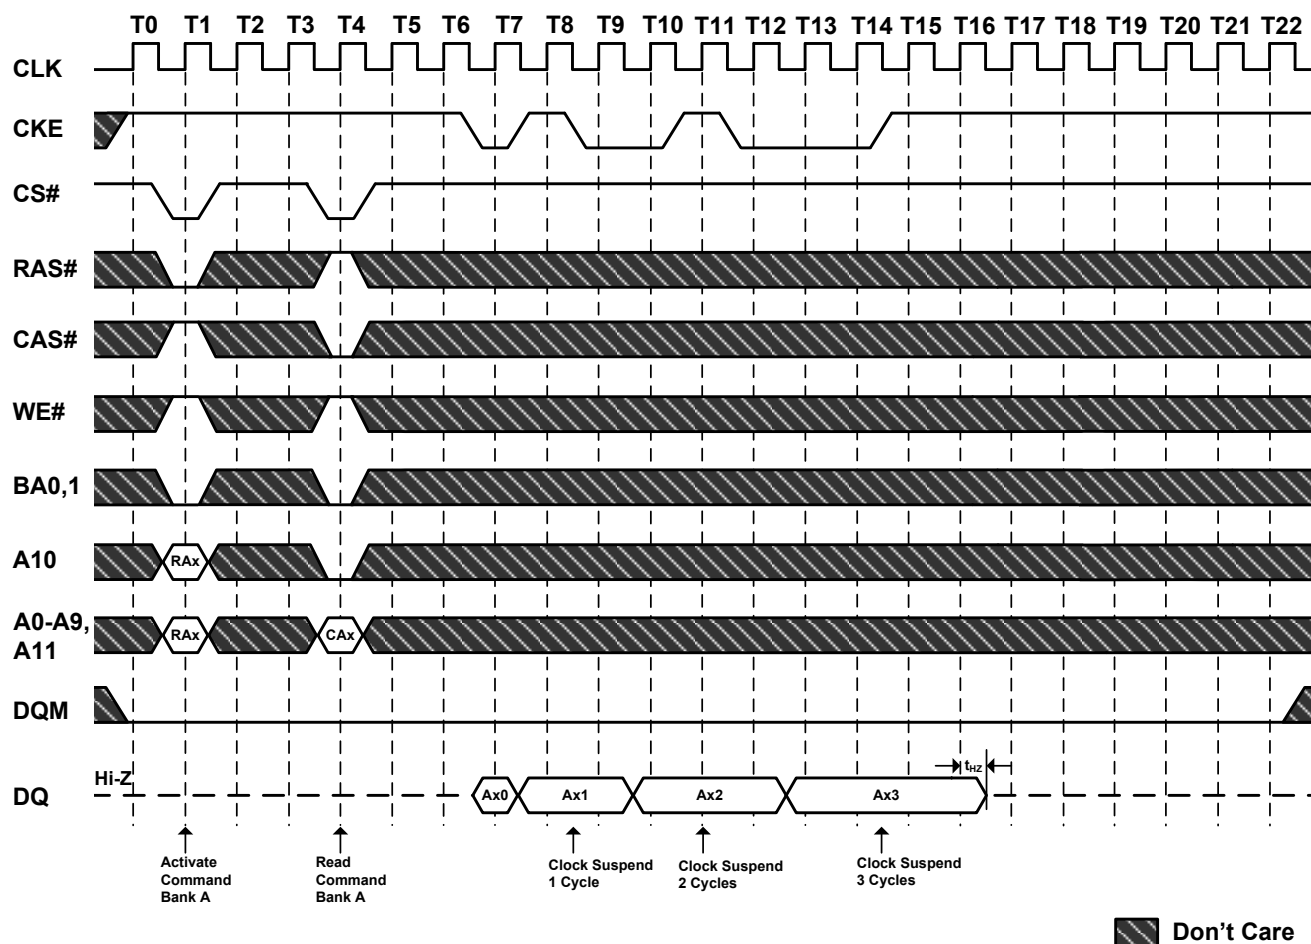 T0 T1 T2 T3 T4 T5 T6 T7 T8 T9 T10 T11 T12 T13 T14 T15 T16 T17 T18 T19 T20 T21 T22
CLK
CKE
CS#
RAS#
CAS#
WE#
BA0,1
A10 RAx
A0-A9,
A11
RAx CAx
DQM
Hi-Z
tHZ
DQ Ax0 Ax1 Ax2 Ax3
Activate
Command
Bank A
Read
Command
Bank A
Clock Suspend
1 Cycle
Clock Suspend
2 Cycles
Clock Suspend
3 Cycles
Don't Care